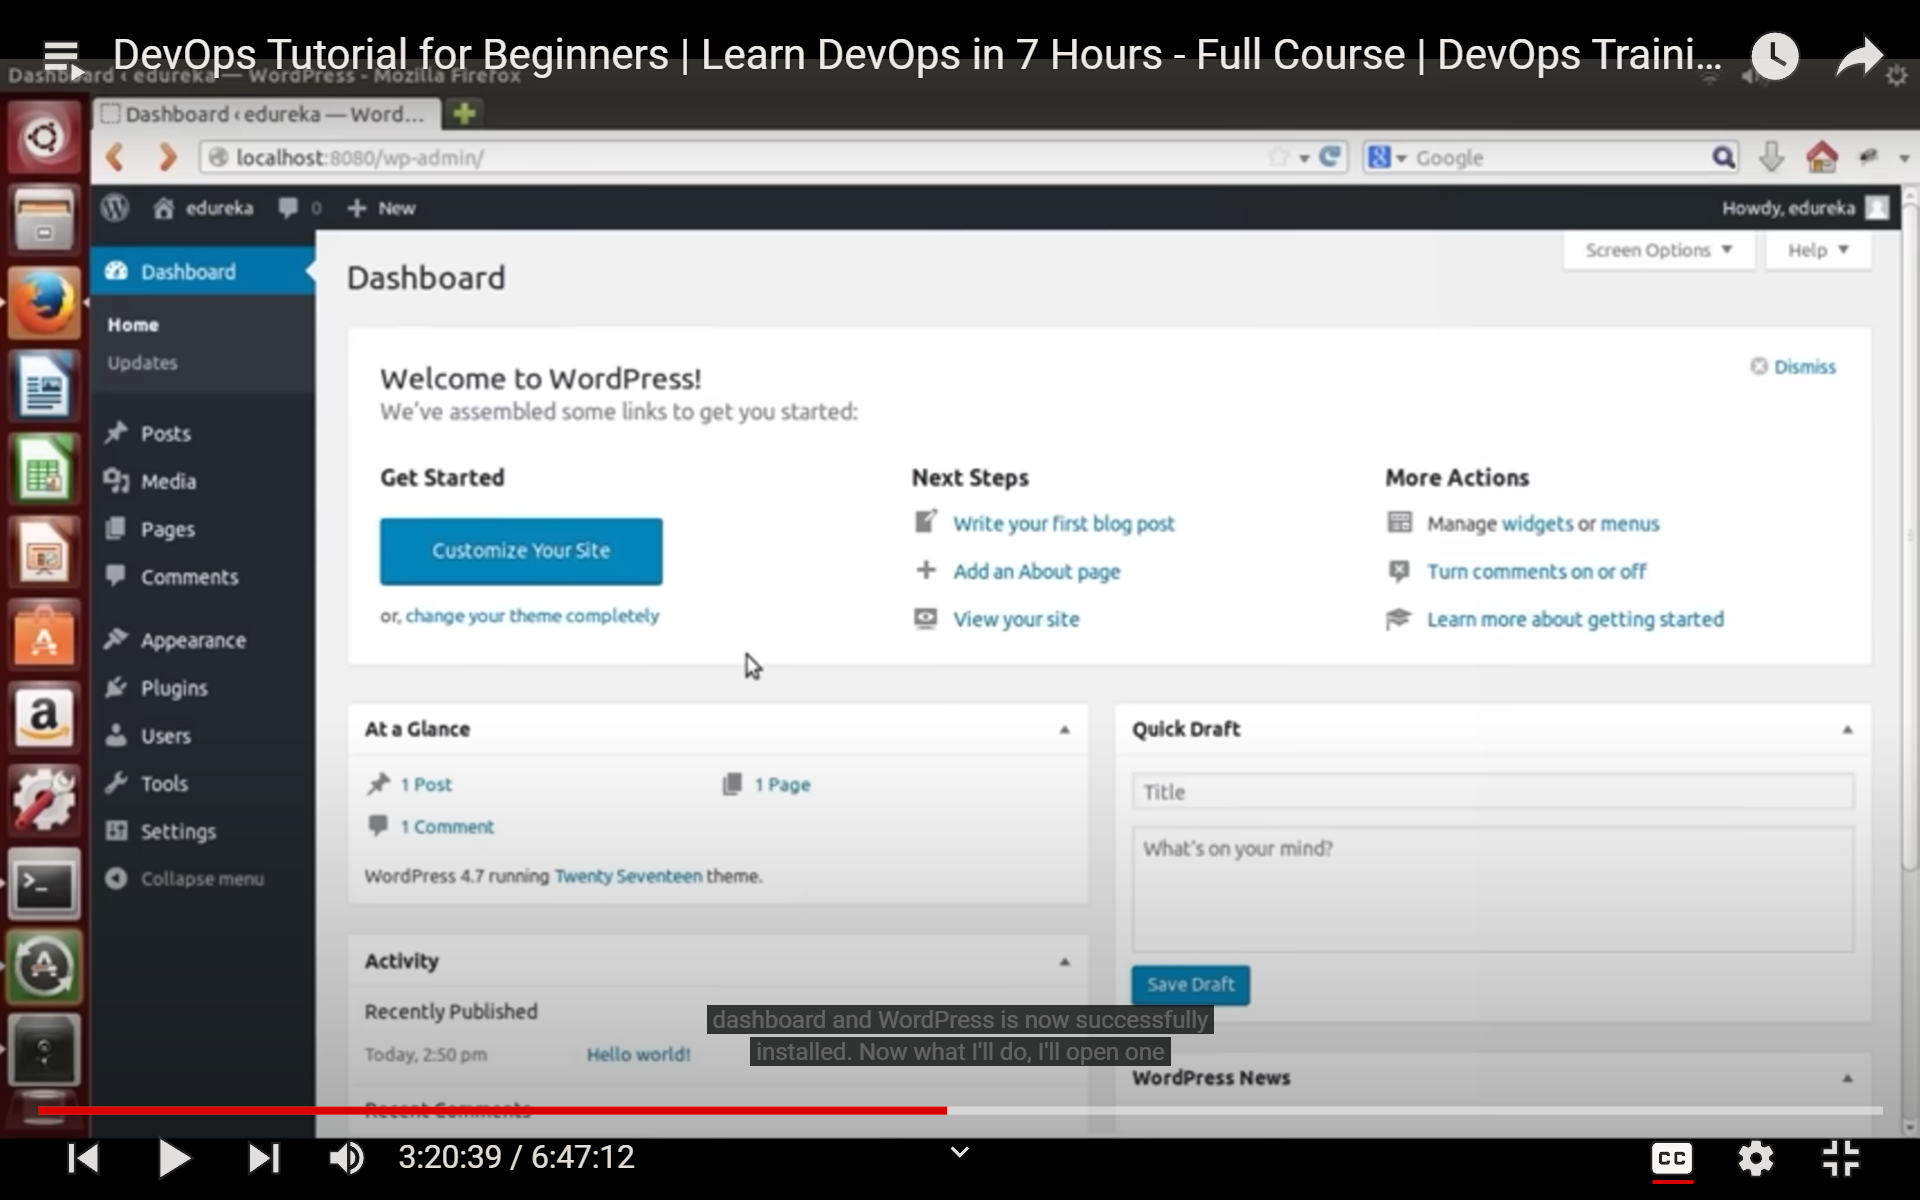 DevOps Tutorial for Beginners | Learn DevOps in 7 Hours - Full Course | DevOps Traini...
Dashboard ‹ edureka — WordPress - Mozilla Firefox
Dashboard ‹ edureka — Word...
localhost:8080/wp-admin/
Google
edureka
0
New
Howdy, edureka
Screen Options
Help
Dashboard
Home
Updates
Posts
Media
Pages
Comments
Appearance
Plugins
Users
Tools
Settings
Collapse menu
Dashboard
Welcome to WordPress!
We've assembled some links to get you started:
Dismiss
Get Started
Customize Your Site
or, change your theme completely
Next Steps
Write your first blog post
Add an About page
View your site
More Actions
Manage widgets or menus
Turn comments on or off
Learn more about getting started
At a Glance
1 Post
1 Page
1 Comment
WordPress 4.7 running Twenty Seventeen theme.
Activity
Recently Published
Today, 2:50 pm
Hello world!
Recent Comments
Quick Draft
Title
What's on your mind?
Save Draft
WordPress News
dashboard and WordPress is now successfully
installed. Now what I'll do, I'll open one
3:20:39 / 6:47:12
CC